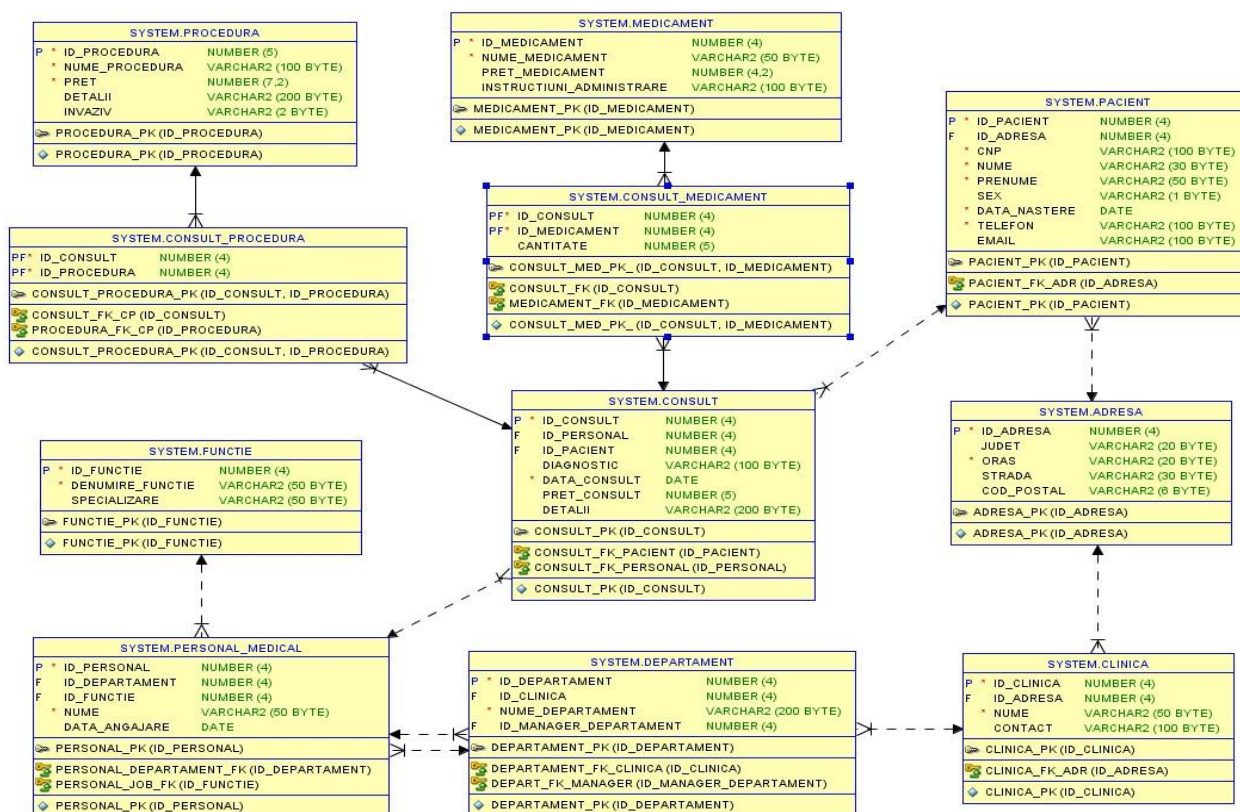 SYSTEM.PROCEDURA
P * ID_PROCEDURA NUMBER (5)
* NUME_PROCEDURA VARCHAR2 (100 BYTE)
* PRET NUMBER (7,2)
DETALII VARCHAR2 (200 BYTE)
INVAZIV VARCHAR2 (2 BYTE)
PROCEDURA_PK (ID_PROCEDURA)
PROCEDURA_PK (ID_PROCEDURA)
SYSTEM.MEDICAMENT
P * ID_MEDICAMENT NUMBER (4)
* NUME_MEDICAMENT VARCHAR2 (50 BYTE)
PRET_MEDICAMENT NUMBER (4,2)
INSTRUCTIUNI_ADMINISTRARE VARCHAR2 (100 BYTE)
MEDICAMENT_PK (ID_MEDICAMENT)
MEDICAMENT_PK (ID_MEDICAMENT)
SYSTEM.PACIENT
P * ID_PACIENT NUMBER (4)
F ID_ADRESA NUMBER (4)
* CNP VARCHAR2 (100 BYTE)
* NUME VARCHAR2 (30 BYTE)
* PRENUME VARCHAR2 (50 BYTE)
SEX VARCHAR2 (1 BYTE)
* DATA_NASTERE DATE
* TELEFON VARCHAR2 (100 BYTE)
EMAIL VARCHAR2 (100 BYTE)
PACIENT_PK (ID_PACIENT)
PACIENT_FK_ADR (ID_ADRESA)
PACIENT_PK (ID_PACIENT)
SYSTEM.CONSULT_PROCEDURA
PF* ID_CONSULT NUMBER (4)
PF* ID_PROCEDURA NUMBER (4)
CONSULT_PROCEDURA_PK (ID_CONSULT, ID_PROCEDURA)
CONSULT_FK_CP (ID_CONSULT)
PROCEDURA_FK_CP (ID_PROCEDURA)
CONSULT_PROCEDURA_PK (ID_CONSULT, ID_PROCEDURA)
SYSTEM.CONSULT_MEDICAMENT
PF* ID_CONSULT NUMBER (4)
PF* ID_MEDICAMENT NUMBER (4)
CANTITATE NUMBER (5)
CONSULT_MED_PK_ (ID_CONSULT, ID_MEDICAMENT)
CONSULT_FK (ID_CONSULT)
MEDICAMENT_FK (ID_MEDICAMENT)
CONSULT_MED_PK_ (ID_CONSULT, ID_MEDICAMENT)
SYSTEM.CONSULT
P * ID_CONSULT NUMBER (4)
F ID_PERSONAL NUMBER (4)
F ID_PACIENT NUMBER (4)
DIAGNOSTIC VARCHAR2 (100 BYTE)
* DATA_CONSULT DATE
PRET_CONSULT NUMBER (5)
DETALII VARCHAR2 (200 BYTE)
CONSULT_PK (ID_CONSULT)
CONSULT_FK_PACIENT (ID_PACIENT)
CONSULT_FK_PERSONAL (ID_PERSONAL)
CONSULT_PK (ID_CONSULT)
SYSTEM.ADRESA
P * ID_ADRESA NUMBER (4)
JUDET VARCHAR2 (20 BYTE)
* ORAS VARCHAR2 (20 BYTE)
STRADA VARCHAR2 (30 BYTE)
COD_POSTAL VARCHAR2 (6 BYTE)
ADRESA_PK (ID_ADRESA)
ADRESA_PK (ID_ADRESA)
SYSTEM.FUNCTIE
P * ID_FUNCTIE NUMBER (4)
* DENUMIRE_FUNCTIE VARCHAR2 (50 BYTE)
SPECIALIZARE VARCHAR2 (50 BYTE)
FUNCTIE_PK (ID_FUNCTIE)
FUNCTIE_PK (ID_FUNCTIE)
SYSTEM.PERSONAL_MEDICAL
P * ID_PERSONAL NUMBER (4)
F ID_DEPARTAMENT NUMBER (4)
F ID_FUNCTIE NUMBER (4)
* NUME VARCHAR2 (50 BYTE)
DATA_ANGAJARE DATE
PERSONAL_PK (ID_PERSONAL)
PERSONAL_DEPARTAMENT_FK (ID_DEPARTAMENT)
PERSONAL_JOB_FK (ID_FUNCTIE)
PERSONAL_PK (ID_PERSONAL)
SYSTEM.DEPARTAMENT
P * ID_DEPARTAMENT NUMBER (4)
F ID_CLINICA NUMBER (4)
* NUME_DEPARTAMENT VARCHAR2 (200 BYTE)
F ID_MANAGER_DEPARTAMENT NUMBER (4)
DEPARTAMENT_PK (ID_DEPARTAMENT)
DEPARTAMENT_FK_CLINICA (ID_CLINICA)
DEPART_FK_MANAGER (ID_MANAGER_DEPARTAMENT)
DEPARTAMENT_PK (ID_DEPARTAMENT)
SYSTEM.CLINICA
P * ID_CLINICA NUMBER (4)
F ID_ADRESA NUMBER (4)
* NUME VARCHAR2 (50 BYTE)
CONTACT VARCHAR2 (100 BYTE)
CLINICA_PK (ID_CLINICA)
CLINICA_FK_ADR (ID_ADRESA)
CLINICA_PK (ID_CLINICA)